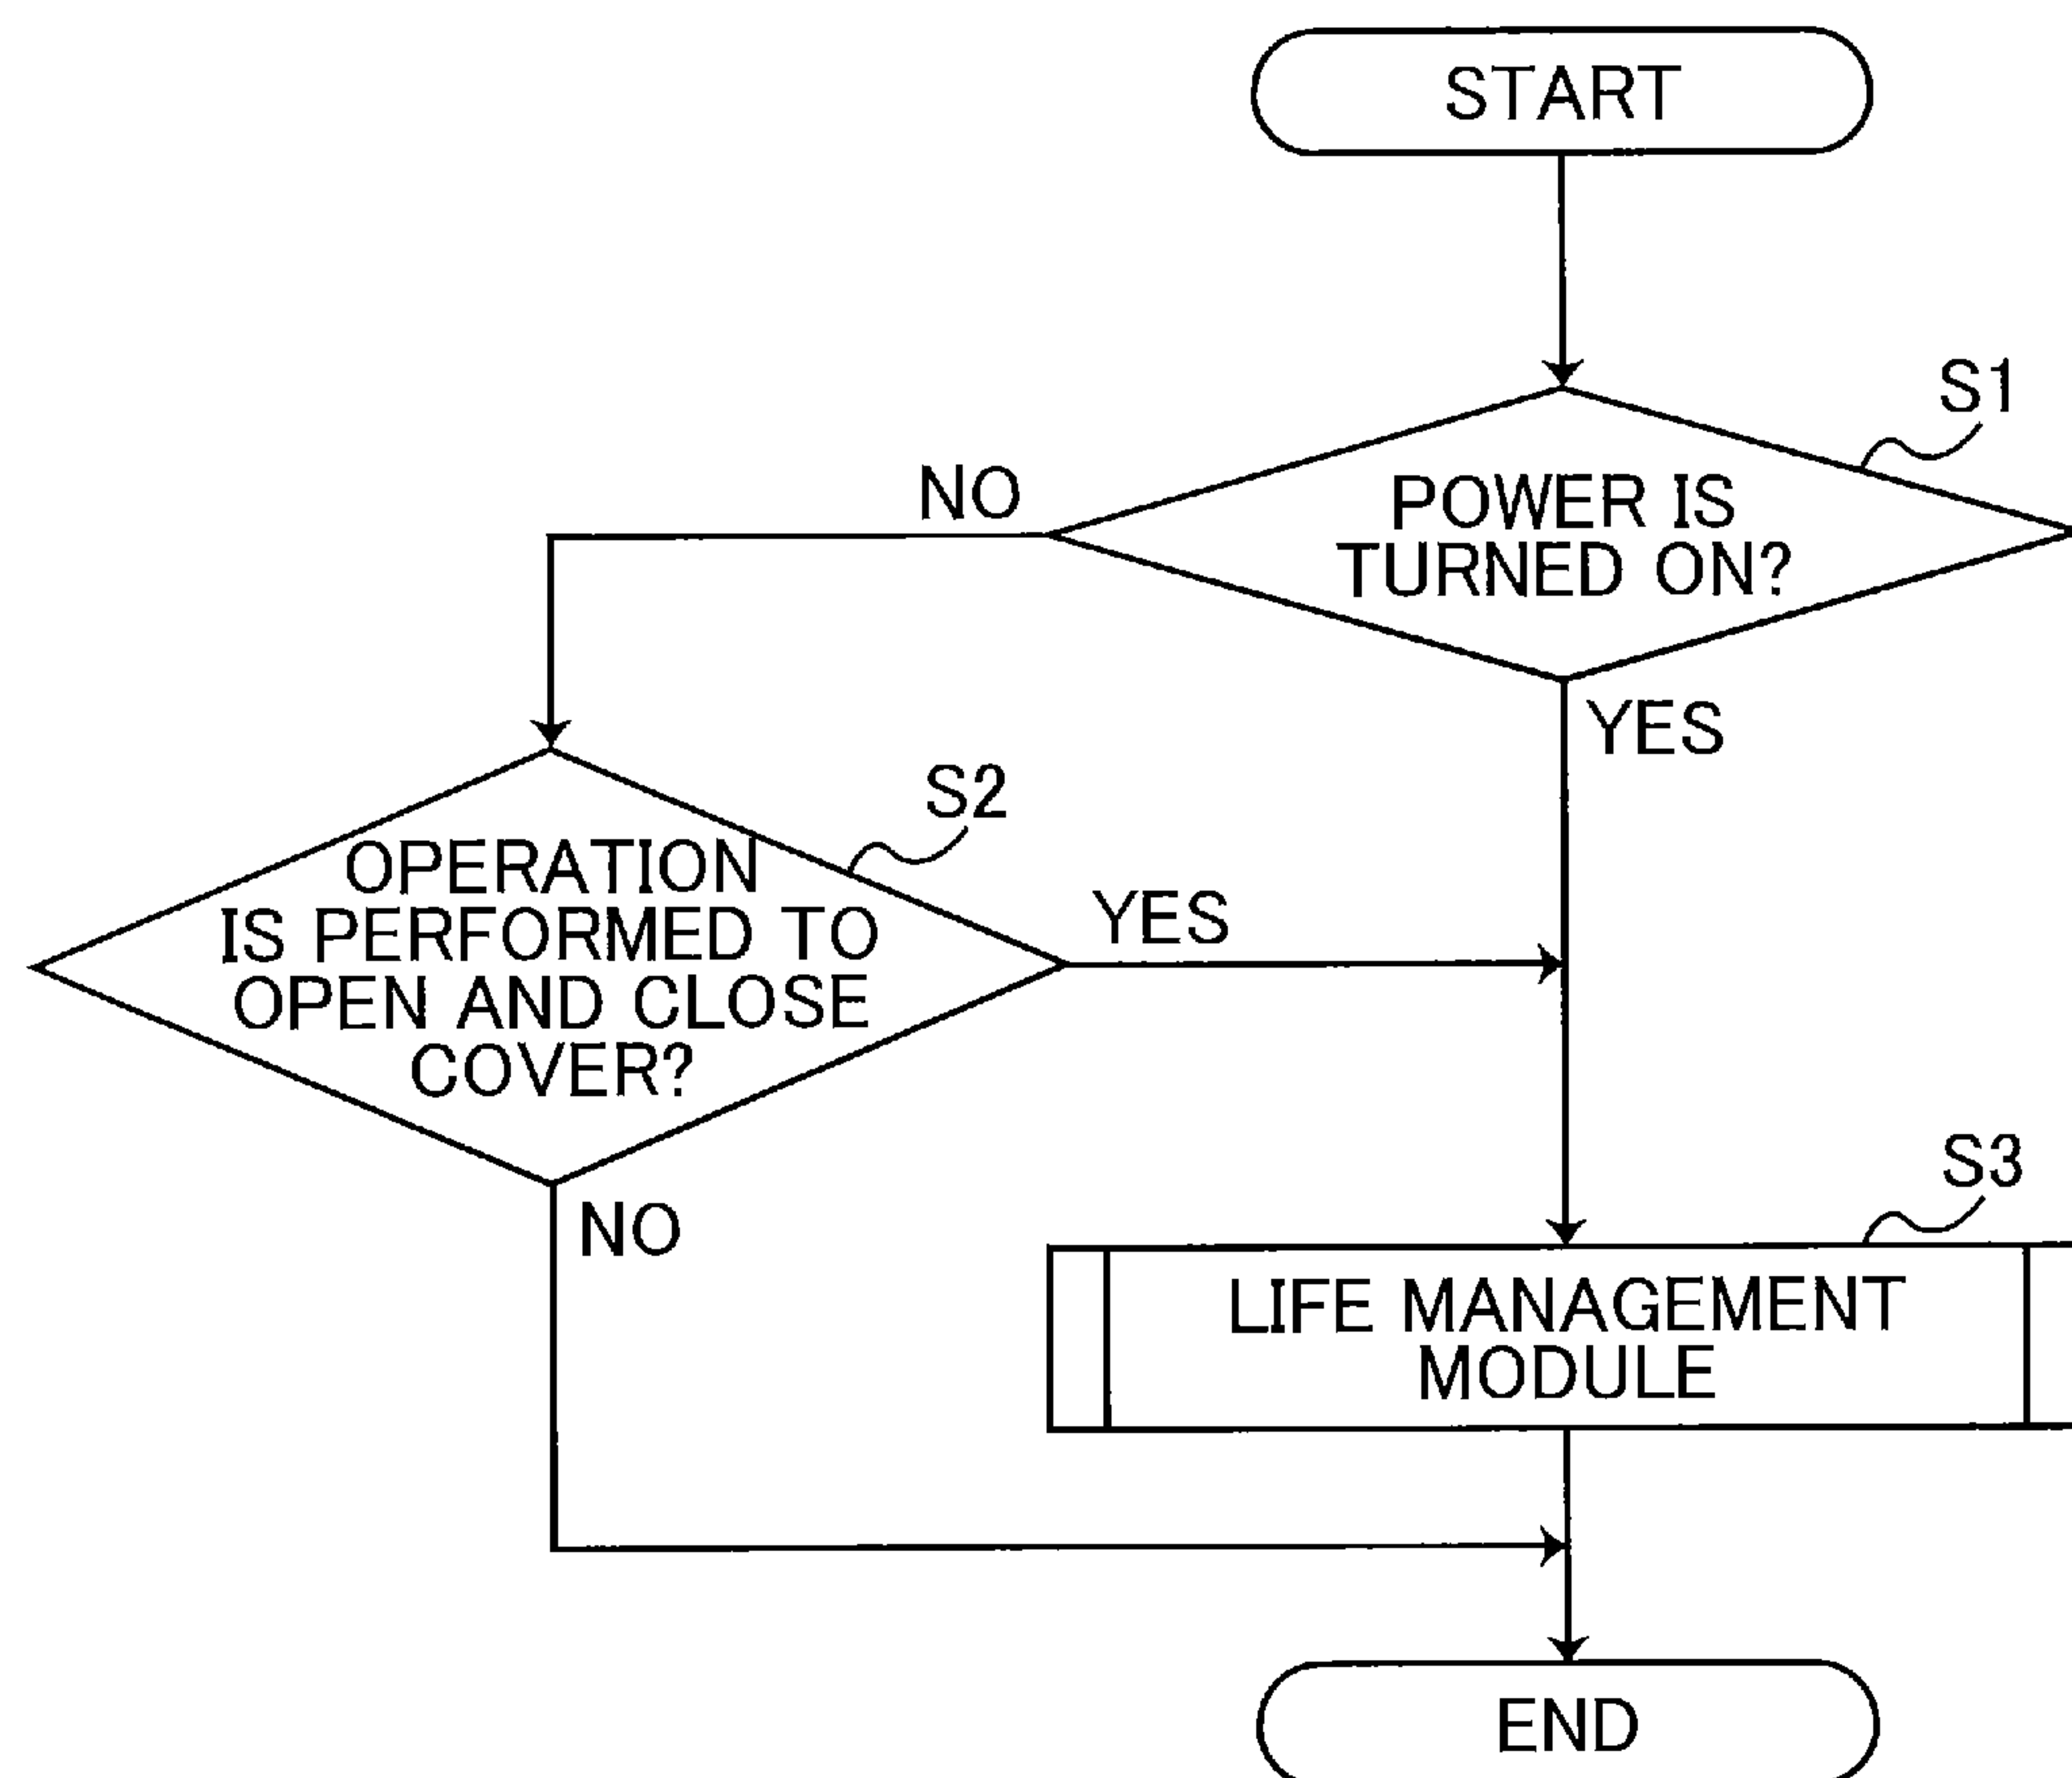 START
S1
NO
POWER IS
TURNED ON?
YES
S2
OPERATION
IS PERFORMED TO
OPEN AND CLOSE
COVER?
YES
NO
S3
LIFE MANAGEMENT
MODULE
END